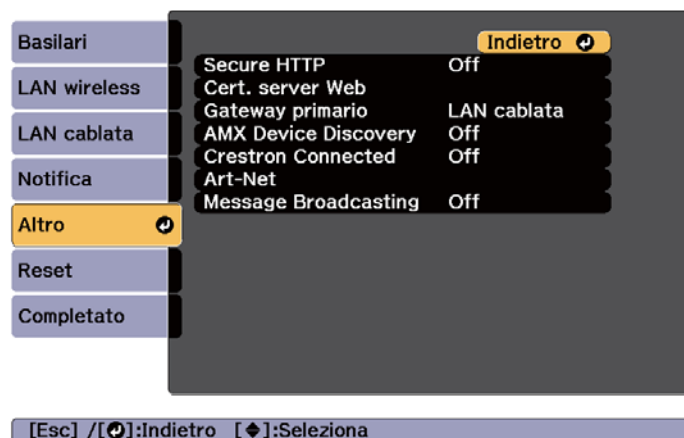 Basilari
LAN wireless
LAN cablata
Notifica
Altro
Reset
Completato
Indietro
Secure HTTP Off
Cert. server Web
Gateway primario LAN cablata
AMX Device Discovery Off
Crestron Connected Off
Art-Net
Message Broadcasting Off
[Esc] /[⏎]:Indietro [◆]:Seleziona